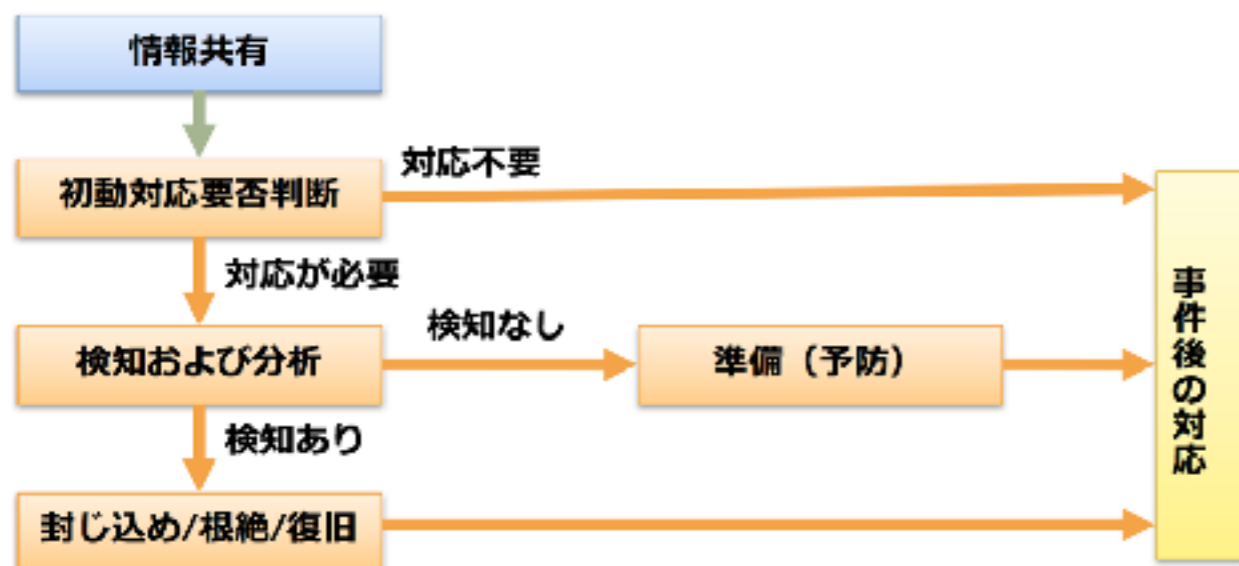 情報共有
初動対応要否判断
対応不要
対応が必要
検知および分析
検知なし
準備（予防）
検知あり
封じ込め/根絶/復旧
事件後の対応